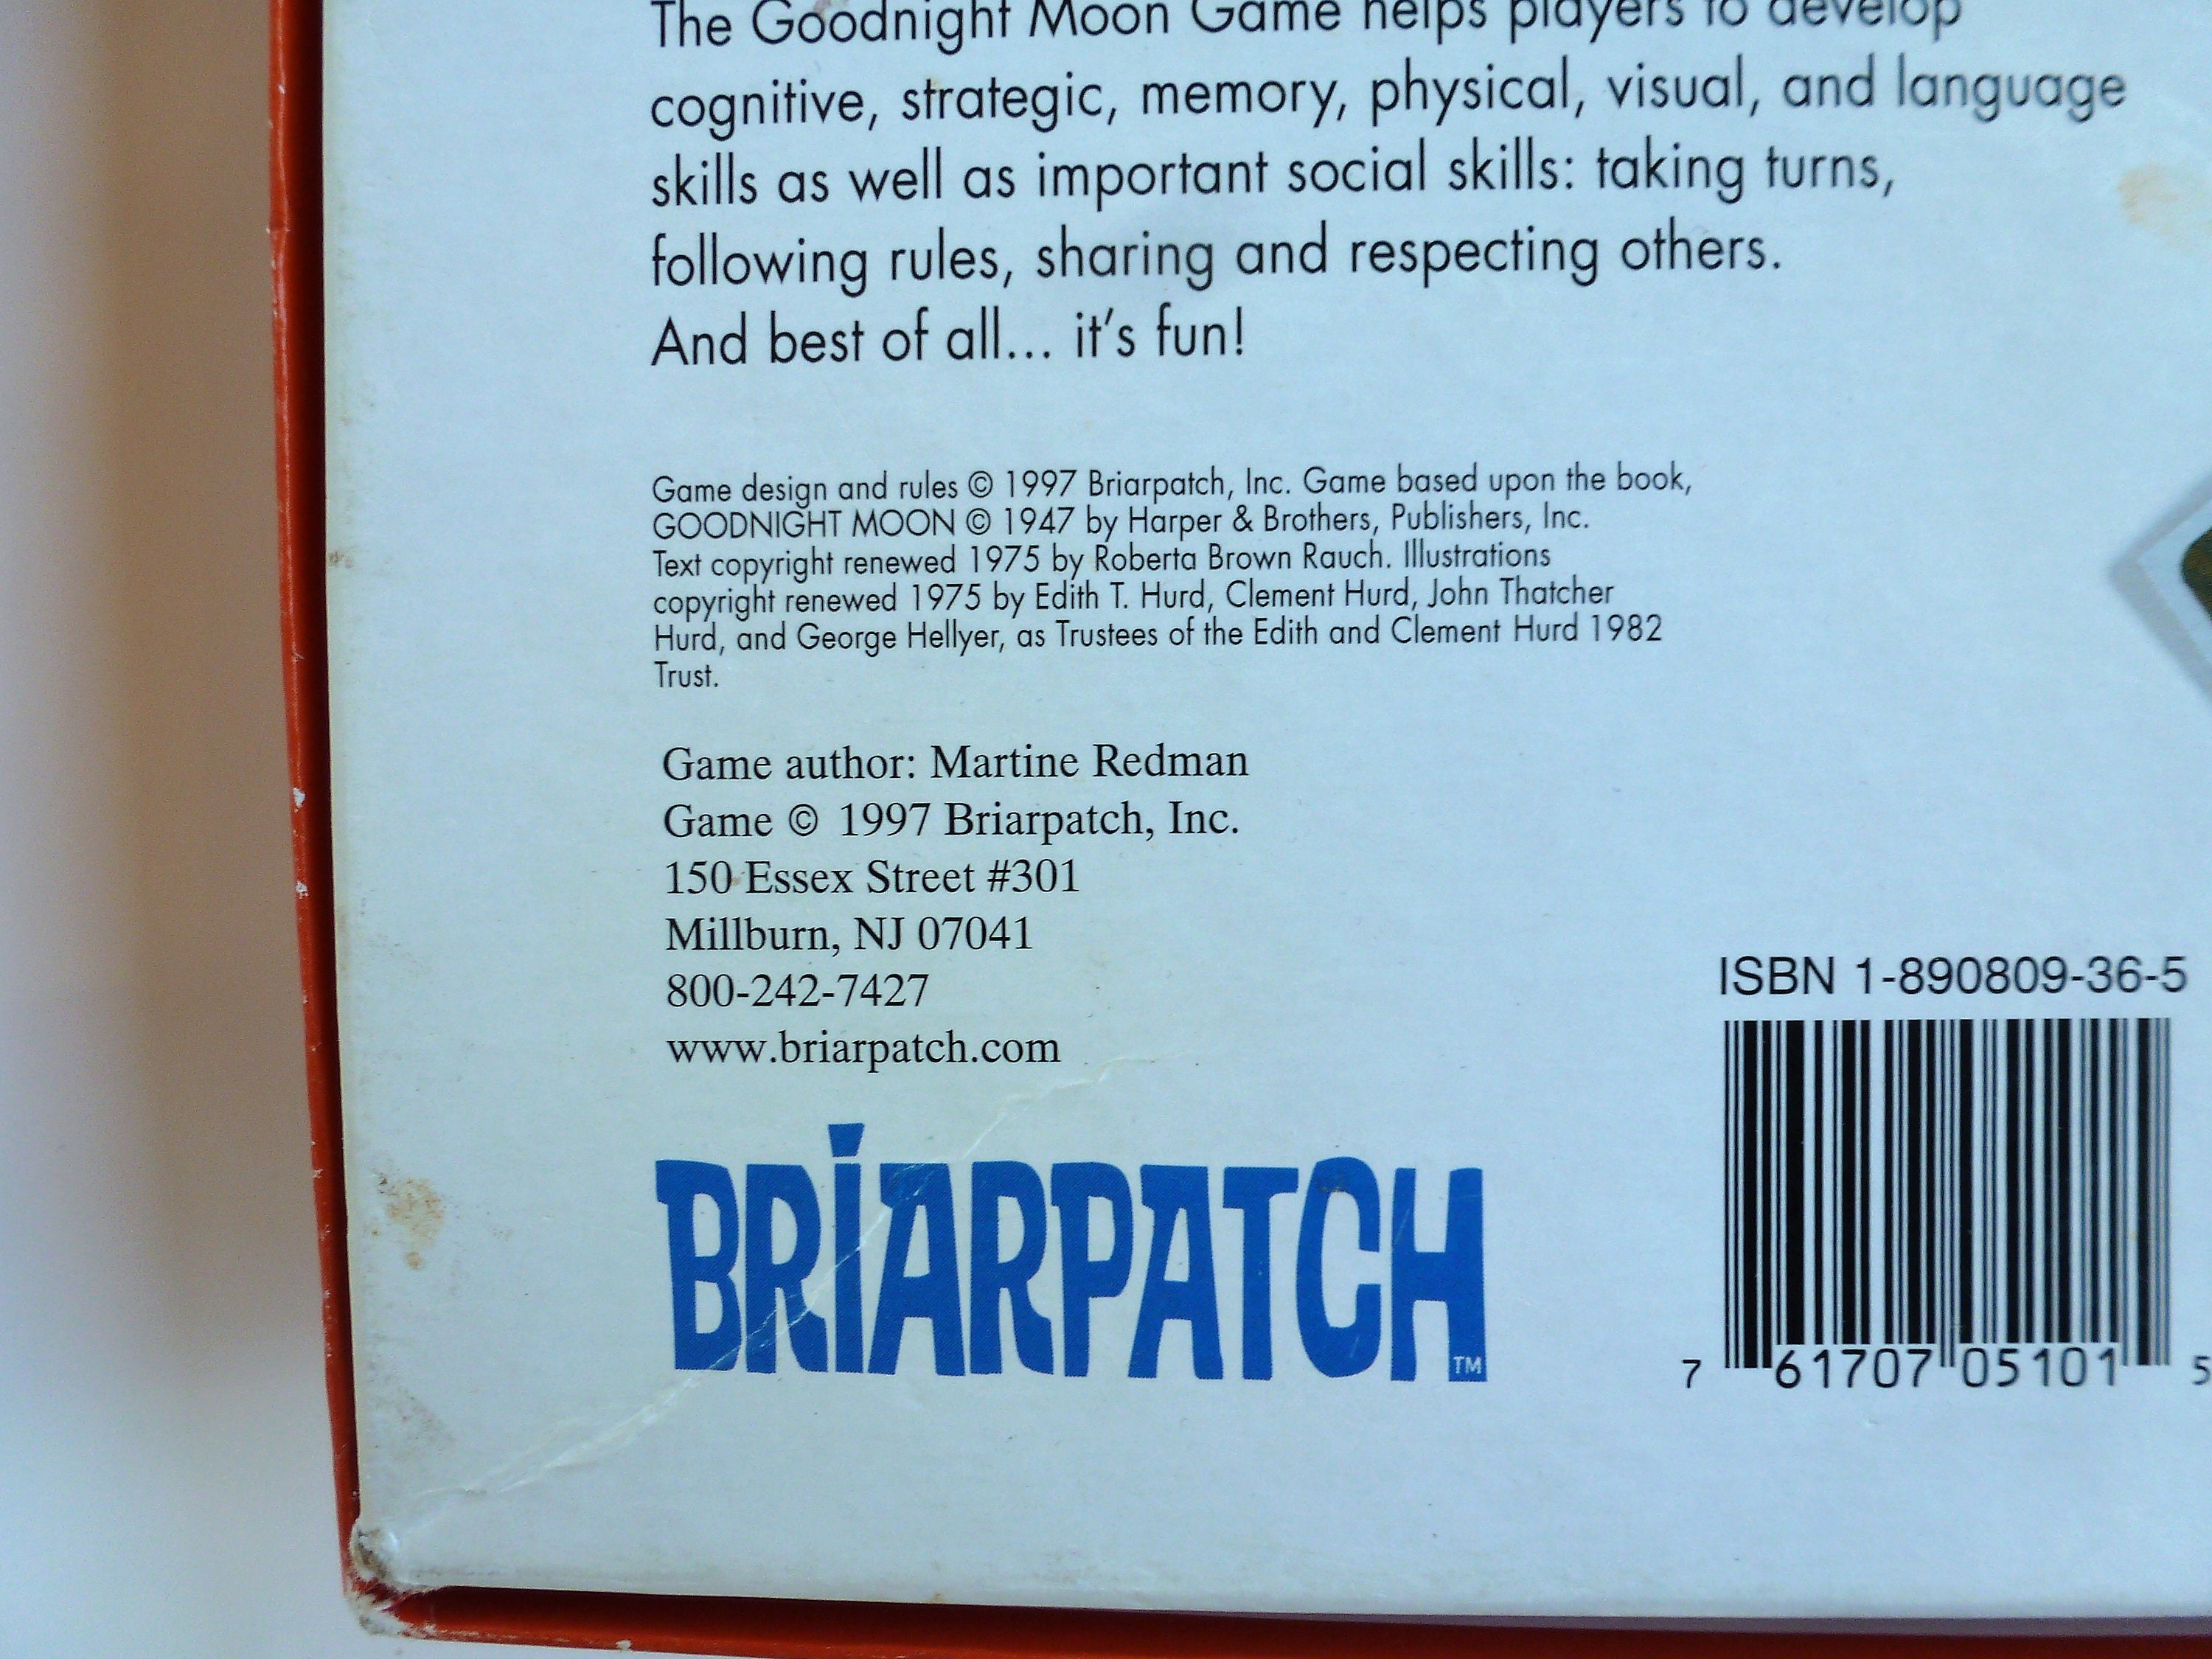 The Goodnight Moon Game helps players to develop
cognitive, strategic, memory, physical, visual, and language
skills as well as important social skills: taking turns,
following rules, sharing and respecting others.
And best of all... it's fun!
Game design and rules © 1997 Briarpatch, Inc. Game based upon the book,
GOODNIGHT MOON © 1947 by Harper & Brothers, Publishers, Inc.
Text copyright renewed 1975 by Roberta Brown Rauch. Illustrations
copyright renewed 1975 by Edith T. Hurd, Clement Hurd, John Thatcher
Hurd, and George Hellyer, as Trustees of the Edith and Clement Hurd 1982
Trust.
Game author: Martine Redman
Game © 1997 Briarpatch, Inc.
150 Essex Street #301
Millburn, NJ 07041
800-242-7427
www.briarpatch.com
BRIARPATCH TM
ISBN 1-890809-36-5
7 61707 05101 5